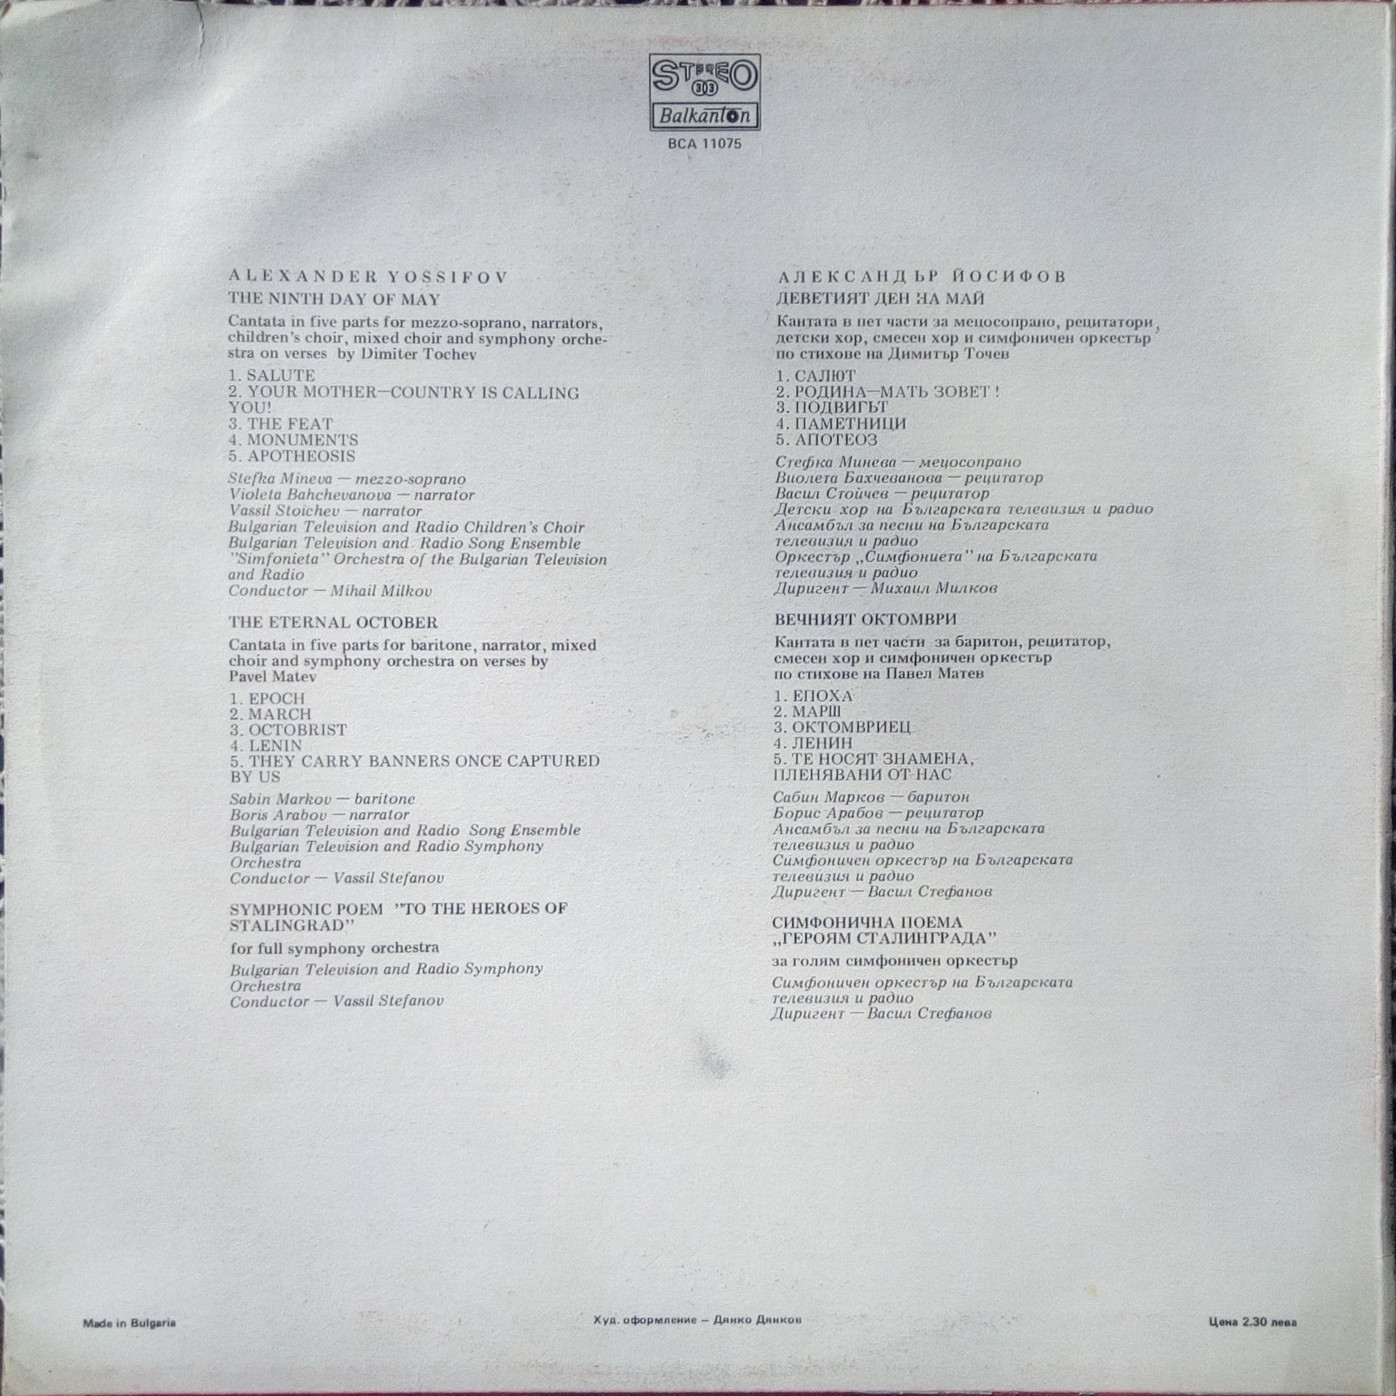 STEREO
33
Balkanton
BCA 11075
ALEXANDER YOSSIFOV
THE NINTH DAY OF MAY
Cantata in five parts for mezzo-soprano, narrators,
children's choir, mixed choir and symphony orche-
stra on verses by Dimiter Tochev
1. SALUTE
2. YOUR MOTHER—COUNTRY IS CALLING
YOU!
3. THE FEAT
4. MONUMENTS
5. APOTHEOSIS
Stefka Mineva — mezzo-soprano
Violeta Bahchevanova — narrator
Vassil Stoichev — narrator
Bulgarian Television and Radio Children's Choir
Bulgarian Television and Radio Song Ensemble
"Simfonieta" Orchestra of the Bulgarian Television
and Radio
Conductor — Mihail Milkov
THE ETERNAL OCTOBER
Cantata in five parts for baritone, narrator, mixed
choir and symphony orchestra on verses by
Pavel Matev
1. EPOCH
2. MARCH
3. OCTOBRIST
4. LENIN
5. THEY CARRY BANNERS ONCE CAPTURED
BY US
Sabin Markov — baritone
Boris Arabov — narrator
Bulgarian Television and Radio Song Ensemble
Bulgarian Television and Radio Symphony
Orchestra
Conductor — Vassil Stefanov
SYMPHONIC POEM "TO THE HEROES OF
STALINGRAD"
for full symphony orchestra
Bulgarian Television and Radio Symphony
Orchestra
Conductor — Vassil Stefanov
АЛЕКСАНДЪР ЙОСИФОВ
ДЕВЕТИЯТ ДЕН НА МАЙ
Кантата в пет части за мецосопрано, рецитатори,
детски хор, смесен хор и симфоничен оркестър
по стихове на Димитър Точев
1. САЛЮТ
2. РОДИНА—МАТЬ ЗОВЕТ !
3. ПОДВИГЪТ
4. ПАМЕТНИЦИ
5. АПОТЕОЗ
Стефка Минева — мецосопрано
Виолета Бахчеванова — рецитатор
Васил Стойчев — рецитатор
Детски хор на Българската телевизия и радио
Ансамбъл за песни на Българската
телевизия и радио
Оркестър „Симфониета" на Българската
телевизия и радио
Диригент — Михаил Милков
ВЕЧНИЯТ ОКТОМВРИ
Кантата в пет части за баритон, рецитатор,
смесен хор и симфоничен оркестър
по стихове на Павел Матев
1. ЕПОХА
2. МАРШ
3. ОКТОМВРИЕЦ
4. ЛЕНИН
5. ТЕ НОСЯТ ЗНАМЕНА,
ПЛЕНЯВАНИ ОТ НАС
Сабин Марков — баритон
Борис Арабов — рецитатор
Ансамбъл за песни на Българската
телевизия и радио
Симфоничен оркестър на Българската
телевизия и радио
Диригент — Васил Стефанов
СИМФОНИЧНА ПОЕМА
„ГЕРОЯМ СТАЛИНГРАДА"
за голям симфоничен оркестър
Симфоничен оркестър на Българската
телевизия и радио
Диригент — Васил Стефанов
Made in Bulgaria
Худ. оформление — Дянко Дянков
Цена 2.30 лева